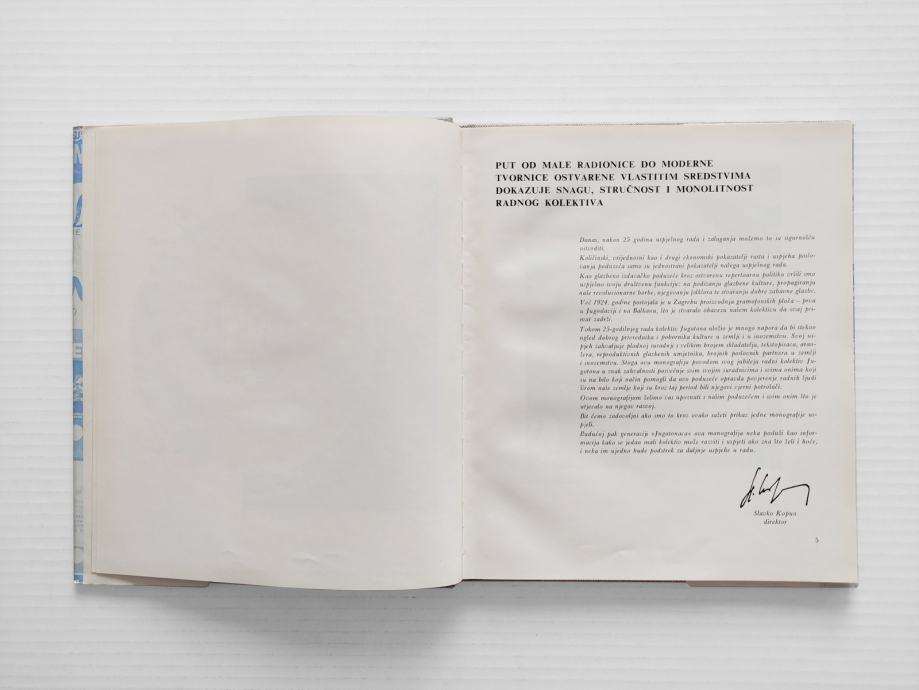 PUT OD MALE RADIONICE DO MODERNE
TVORNICE OSTVARENE VLASTITIM SREDSTVIMA
DOKAZUJE SNAGU, STRUČNOST I MONOLITNOST
RADNOG KOLEKTIVA
Danas, nakon 25 godina uspješnog rada i zalaganja možemo to sa sigurnošću
ustvrditi.
Količinski, vrijednosni kao i drugi ekonomski pokazatelji rasta i uspjeha poslo-
vanja poduzeća samo su jednostrani pokazatelji našega uspješnog rada.
Kao glazbeno izdavačko poduzeće kroz ostvarenu repertoarnu politiku vršili smo
uspješno svoju društvenu funkciju: na podizanju glazbene kulture, propagiranju
naše revolucionarne borbe, njegovanju folklora te stvaranju dobre zabavne glazbe.
Već 1924. godine postojala je u Zagrebu proizvodnja gramofonskih ploča – prva
u Jugoslaviji i na Balkanu, što je stvaralo obavezu našem kolektivu da ovaj pri-
mat zadrži.
Tokom 25-godišnjeg rada kolektiv Jugotona uložio je mnogo napora da bi stekao
ugled dobrog privrednika i pobornika kulture u zemlji i u inozemstvu. Svoj us-
pjeh zahvaljuje plodnoj suradnji s velikim brojem skladatelja, tekstopisaca, aran-
žera, reproduktivnih glazbenih umjetnika, brojnih poslovnih partnera u zemlji
i inozemstvu. Stoga ovu monografiju povodom svog jubileja radni kolektiv Ju-
gotona u znak zahvalnosti posvećuje svim svojim suradnicima i svima onima koji
su na bilo koji način pomogli da ovo poduzeće opravda povjerenje radnih ljudi
širom naše zemlje koji su kroz taj period bili njegovi vjerni potrošači.
Ovom monografijom želimo vas upoznati s našim poduzećem i svim onim što je
utjecalo na njegov razvoj.
Bit ćemo zadovoljni ako smo to kroz ovako sažeti prikaz jedne monografije us-
pjeli.
Budućoj pak generaciji »Jugotonaca« ova monografija neka posluži kao infor-
macija kako se jedan mali kolektiv može razviti i uspjeti ako zna što želi i hoće,
i neka im ujedno bude podstrek za daljnje uspjehe u radu.
Slavko Kopun
direktor
5